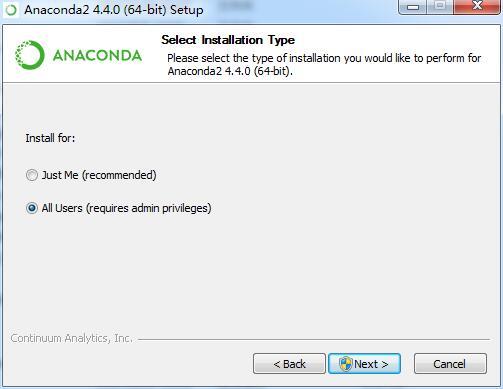 Anaconda2 4.4.0 (64-bit) Setup
ANACONDA
Select Installation Type
Please select the type of installation you would like to perform for
Anaconda2 4.4.0 (64-bit).
Install for:
Just Me (recommended)
All Users (requires admin privileges)
Continuum Analytics, Inc.
< Back
Next >
Cancel